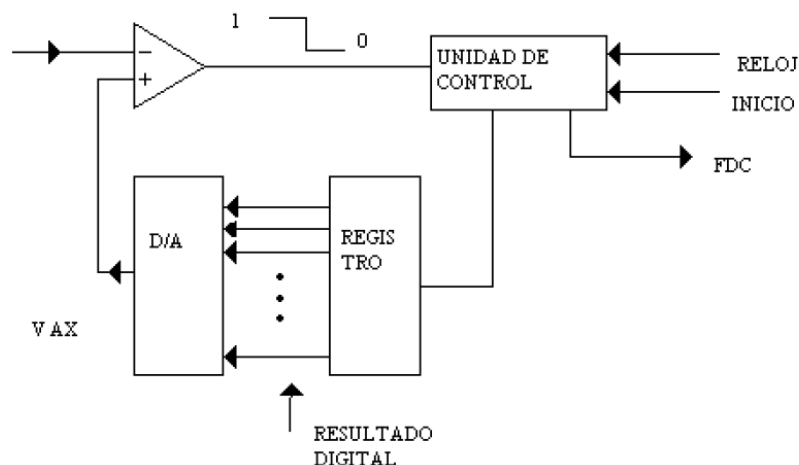 1
0
−
+
UNIDAD DE
CONTROL
RELOJ
INICIO
FDC
D/A
REGIS
TRO
V AX
RESULTADO
DIGITAL